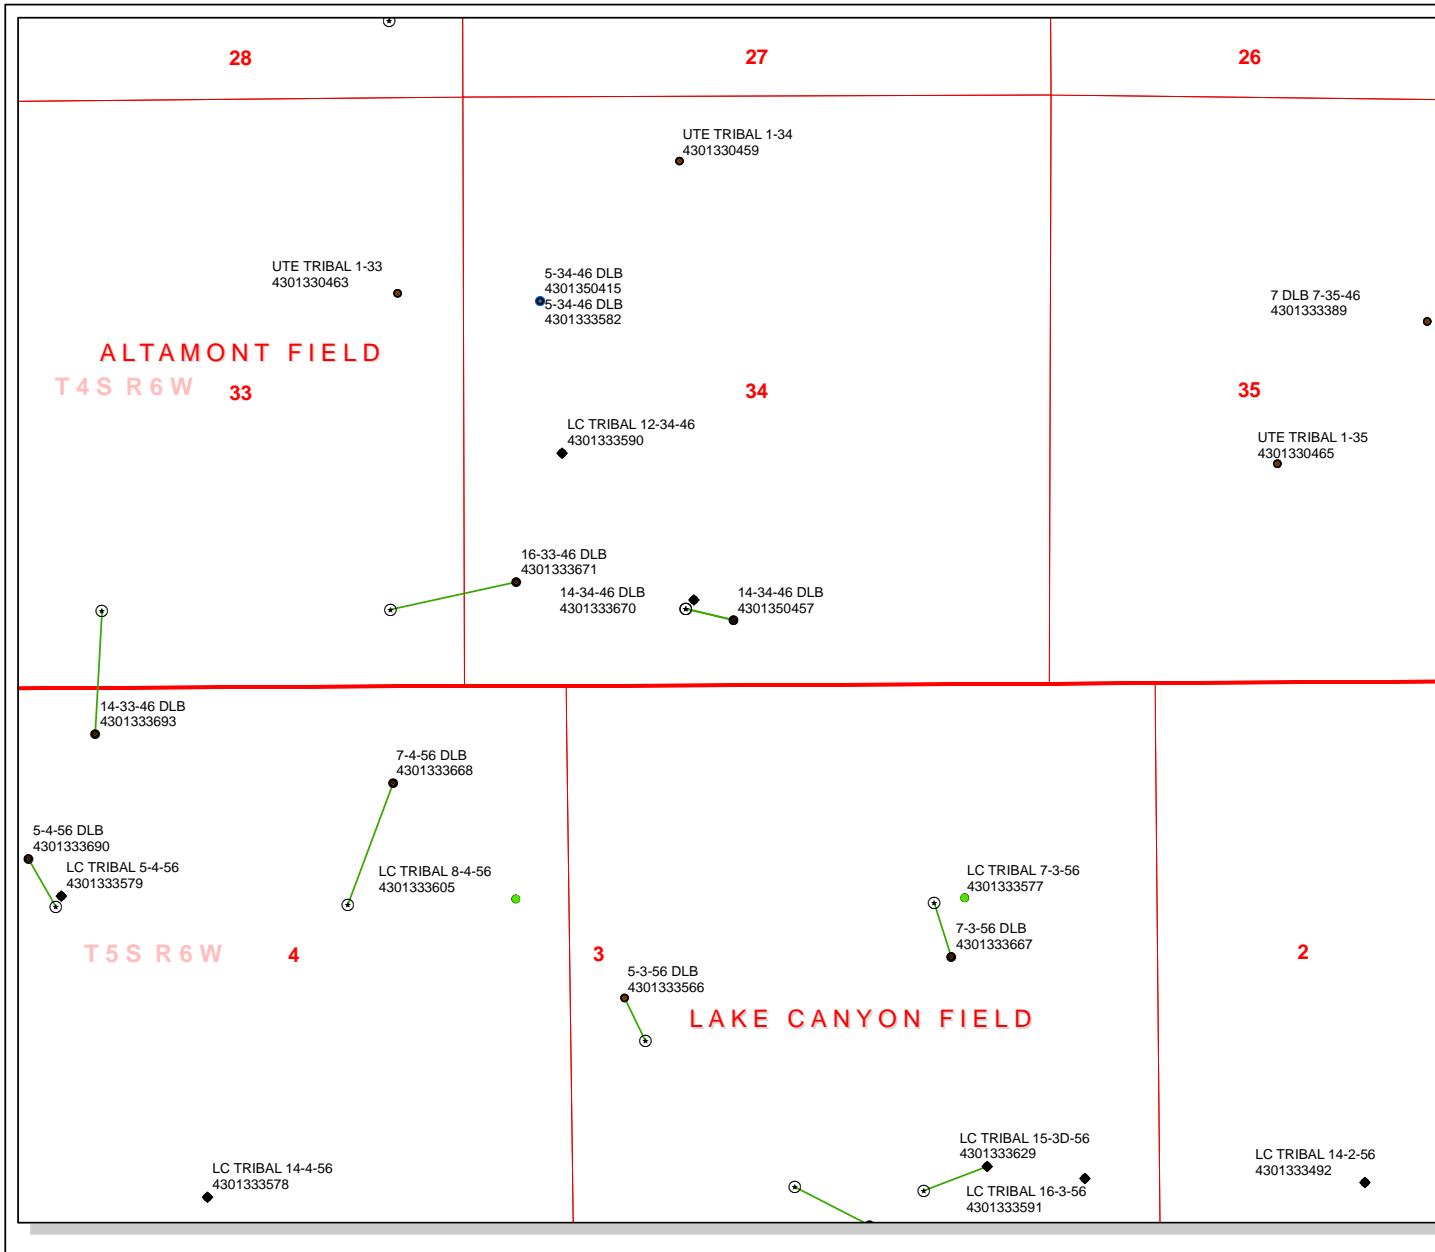 28
27
26
UTE TRIBAL 1-34
4301330459
UTE TRIBAL 1-33
4301330463
5-34-46 DLB
4301350415
5-34-46 DLB
4301333582
7 DLB 7-35-46
4301333389
ALTAMONT FIELD
T4S R6W
33
34
35
LC TRIBAL 12-34-46
4301333590
UTE TRIBAL 1-35
4301330465
16-33-46 DLB
4301333671
14-34-46 DLB
4301333670
14-34-46 DLB
4301350457
14-33-46 DLB
4301333693
7-4-56 DLB
4301333668
5-4-56 DLB
4301333690
LC TRIBAL 5-4-56
4301333579
LC TRIBAL 8-4-56
4301333605
LC TRIBAL 7-3-56
4301333577
7-3-56 DLB
4301333667
T5S R6W
4
3
2
5-3-56 DLB
4301333566
LAKE CANYON FIELD
LC TRIBAL 15-3D-56
4301333629
LC TRIBAL 14-2-56
4301333492
LC TRIBAL 14-4-56
4301333578
LC TRIBAL 16-3-56
4301333591